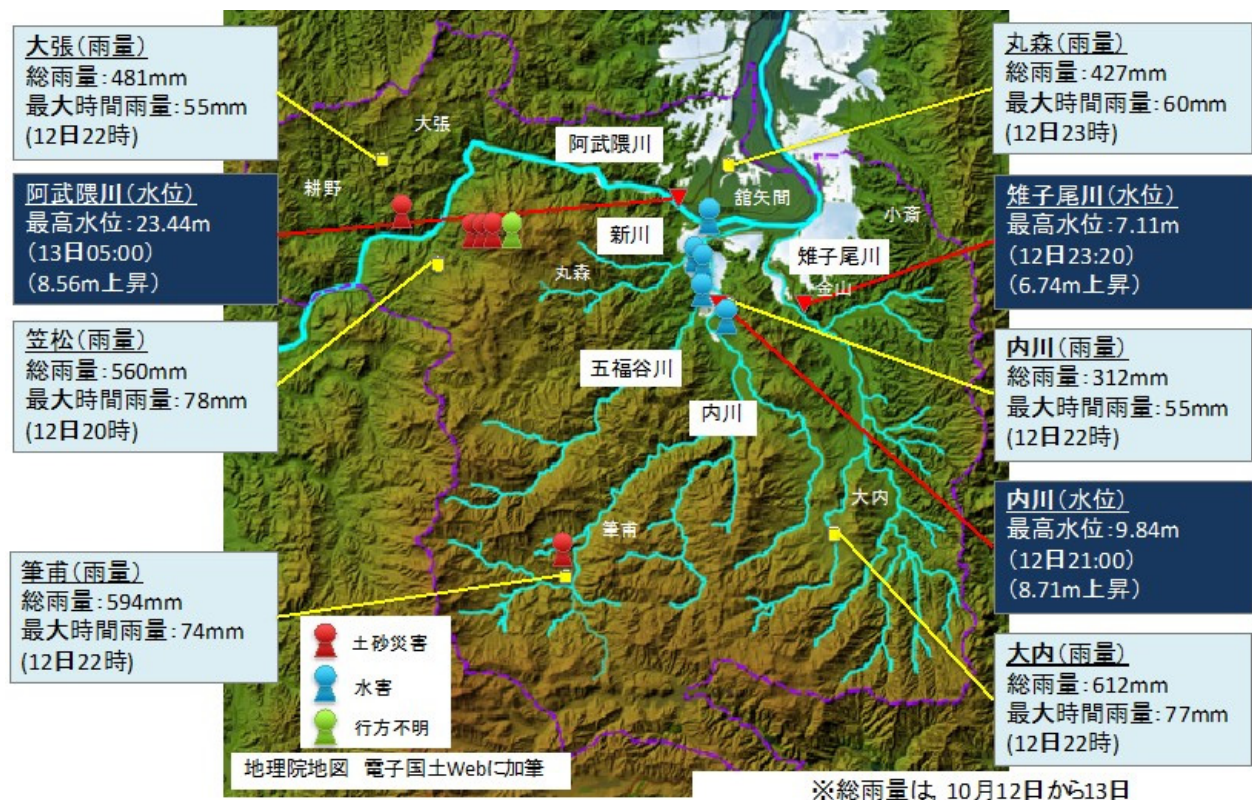 大張(雨量)
総雨量:481mm
最大時間雨量:55mm
(12日22時)
阿武隈川(水位)
最高水位:23.44m
(13日05:00)
(8.56m上昇)
笠松(雨量)
総雨量:560mm
最大時間雨量:78mm
(12日20時)
筆甫(雨量)
総雨量:594mm
最大時間雨量:74mm
(12日22時)
大張
耕野
阿武隈川
舘矢間
小斎
新川
丸森
雉子尾川
金山
五福谷川
内川
大内
筆甫
土砂災害
水害
行方不明
地理院地図 電子国土Webに加筆
丸森(雨量)
総雨量:427mm
最大時間雨量:60mm
(12日23時)
雉子尾川(水位)
最高水位:7.11m
(12日23:20)
(6.74m上昇)
内川(雨量)
総雨量:312mm
最大時間雨量:55mm
(12日22時)
内川(水位)
最高水位:9.84m
(12日21:00)
(8.71m上昇)
大内(雨量)
総雨量:612mm
最大時間雨量:77mm
(12日22時)
※総雨量は、10月12日から13日